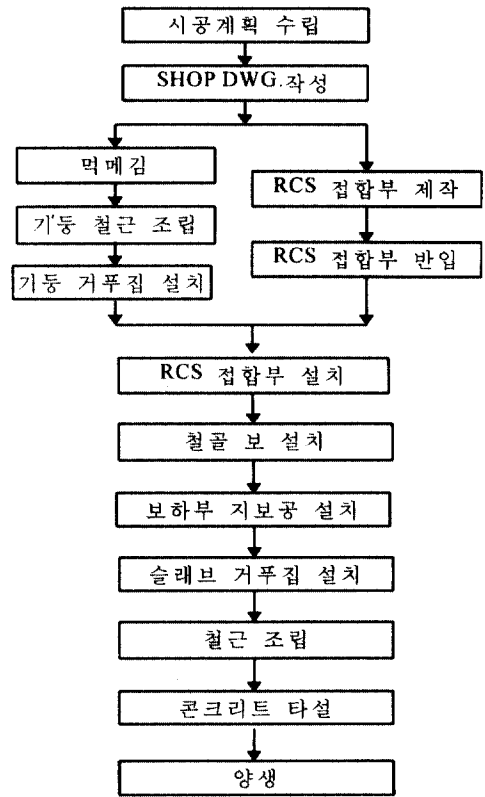 시공계획 수립
SHOP DWG.작성
먹메김
기둥 철근 조립
기둥 거푸집 설치
RCS 접합부 제작
RCS 접합부 반입
RCS 접합부 설치
철골 보 설치
보하부 지보공 설치
슬래브 거푸집 설치
철근 조립
콘크리트 타설
양생